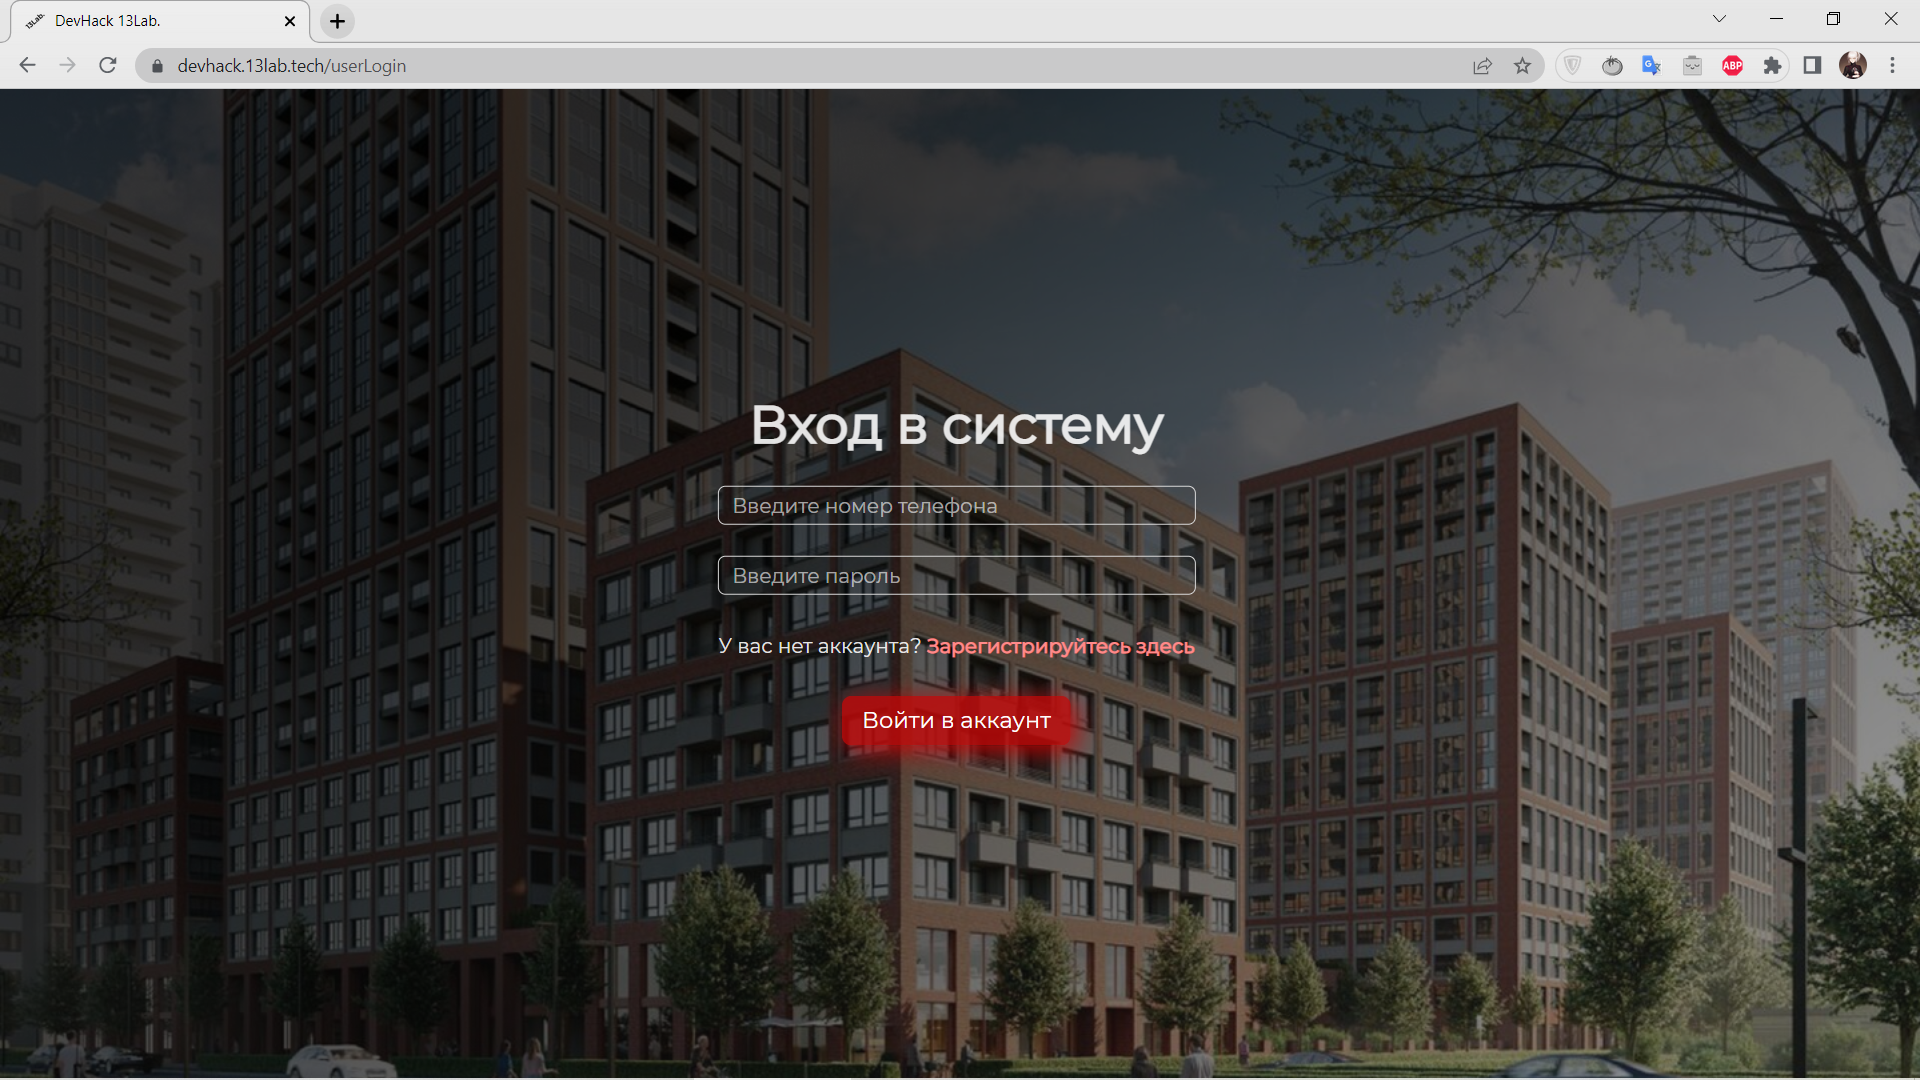 DevHack 13Lab.
devhack.13lab.tech/userLogin
ABP
Вход в систему
Введите номер телефона
Введите пароль
У вас нет аккаунта? Зарегистрируйтесь здесь
Войти в аккаунт